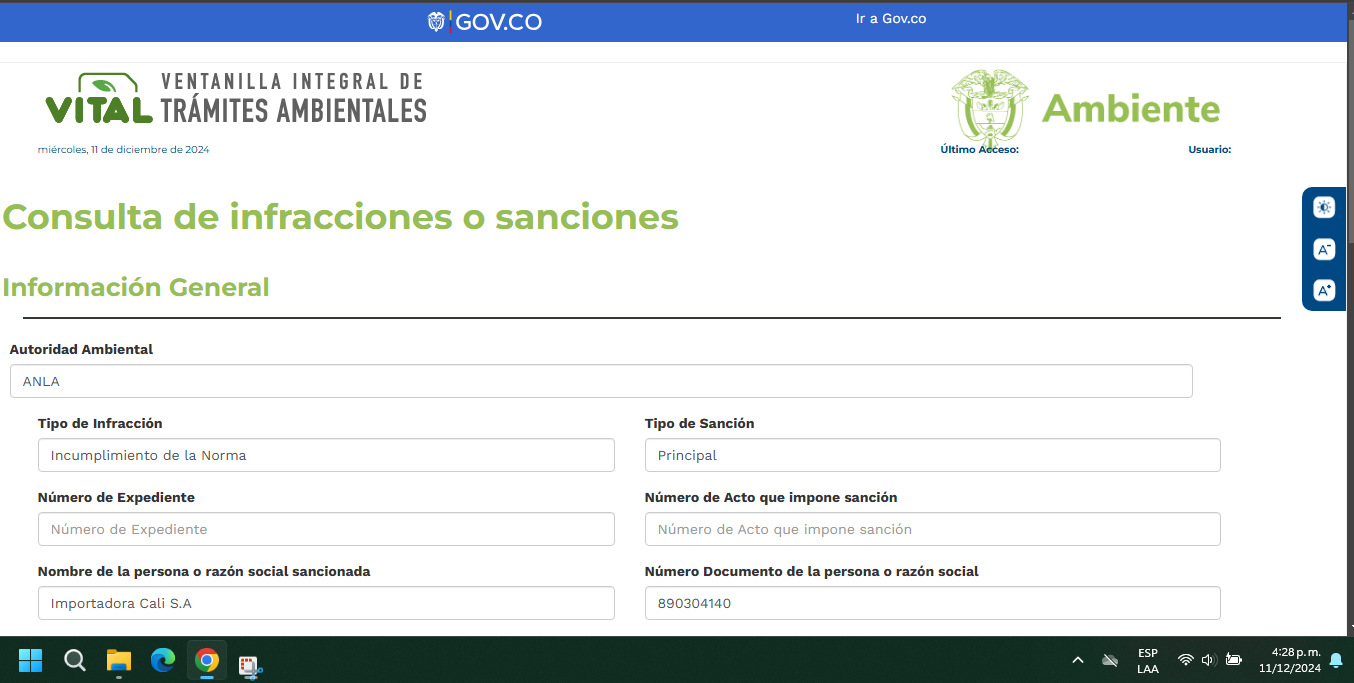 GOV.CO
Ir a Gov.co
VITAL
VENTANILLA INTEGRAL DE
TRÁMITES AMBIENTALES
Ambiente
miércoles, 11 de diciembre de 2024
Último Acceso:
Usuario:
Consulta de infracciones o sanciones
A-
A+
Información General
Autoridad Ambiental
ANLA
Tipo de Infracción
Tipo de Sanción
Incumplimiento de la Norma
Principal
Número de Expediente
Número de Acto que impone sanción
Número de Expediente
Número de Acto que impone sanción
Nombre de la persona o razón social sancionada
Número Documento de la persona o razón social
Importadora Cali S.A
890304140
ESP
LAA
4:28 p. m.
11/12/2024